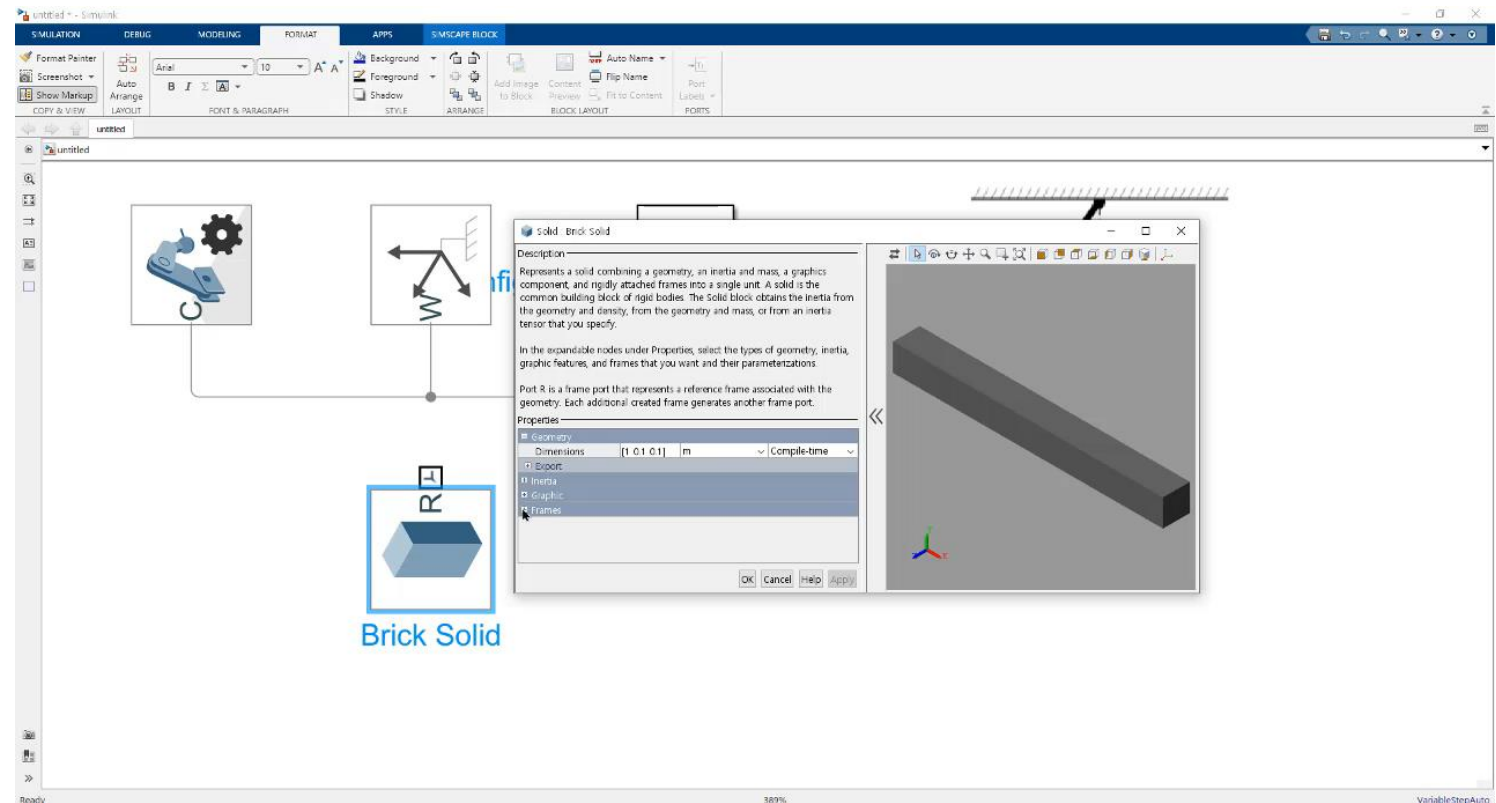 untitled * - Simulink
SIMULATION DEBUG MODELING FORMAT APPS SIMSCAPE BLOCK
Format Painter
Screenshot
Show Markup
COPY & VIEW
Auto
Arrange
LAYOUT
Arial 10 A A
B I Σ A
FONT & PARAGRAPH
Background
Foreground
Shadow
STYLE
ARRANGE
Add Image
to Block
Content
Preview
Auto Name
Flip Name
Fit to Content
BLOCK LAYOUT
Port
Labels
PORTS
untitled
untitled
C
W
nfi
R
Brick Solid
Solid : Brick Solid
Description
Represents a solid combining a geometry, an inertia and mass, a graphics
component, and rigidly attached frames into a single unit. A solid is the
common building block of rigid bodies. The Solid block obtains the inertia from
the geometry and density, from the geometry and mass, or from an inertia
tensor that you specify.
In the expandable nodes under Properties, select the types of geometry, inertia,
graphic features, and frames that you want and their parameterizations.
Port R is a frame port that represents a reference frame associated with the
geometry. Each additional created frame generates another frame port.
Properties
Geometry
Dimensions [1 0.1 0.1] m Compile-time
Export
Inertia
Graphic
Frames
OK Cancel Help Apply
Ready 389% VariableStepAuto